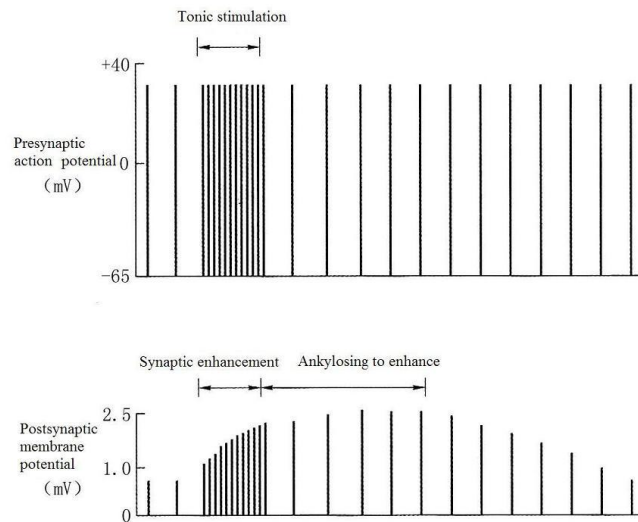 Tonic stimulation
+40
Presynaptic
action potential
0
(mV)
-65
Synaptic enhancement
Ankylosing to enhance
2.5
Postsynaptic
membrane
potential
1.0
(mV)
0